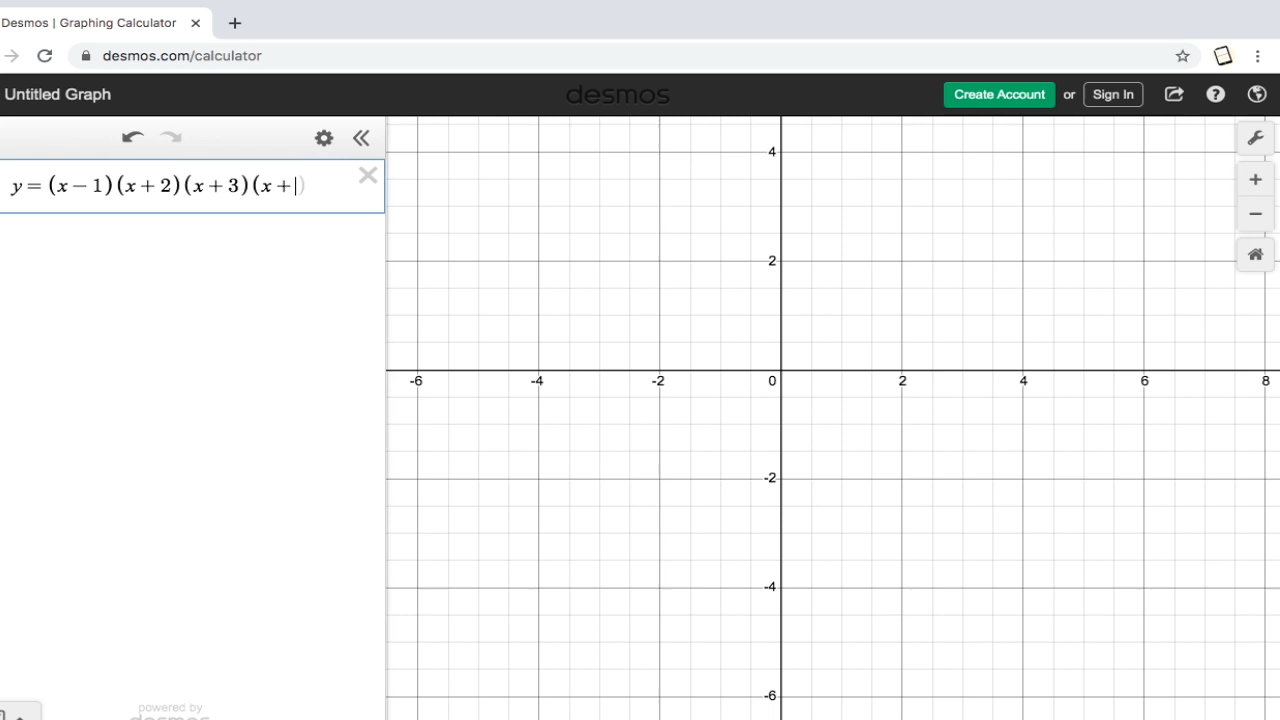 Desmos | Graphing Calculator
desmos.com/calculator
Untitled Graph
desmos
Create Account or Sign In
y = (x − 1)(x + 2)(x + 3)(x + )
4
2
-6 -4 -2 0 2 4 6 8
-2
-4
-6
powered by
desmos